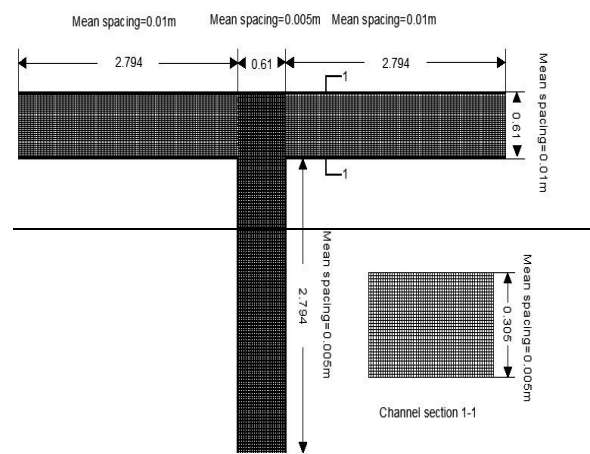 Mean spacing=0.01m
Mean spacing=0.005m
Mean spacing=0.01m
2.794
0.61
2.794
1
1
0.61
Mean spacing=0.01m
2.794
Mean spacing=0.005m
0.305
Mean spacing=0.005m
Channel section 1-1